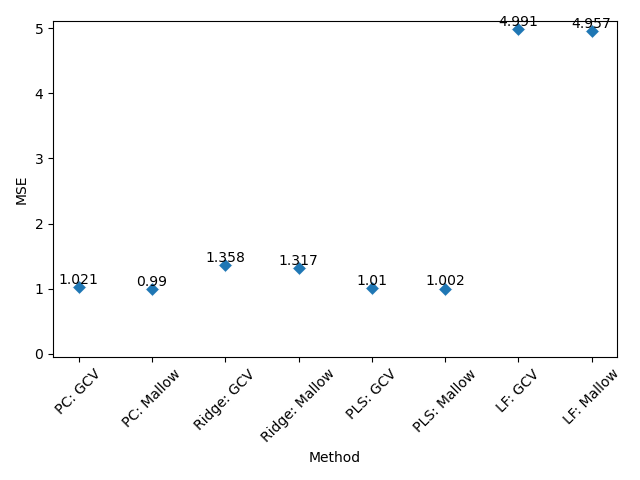 4.991
4.957
5
4
3
2
1
0
MSE
1.021
0.99
1.358
1.317
1.01
1.002
PC: GCV
PC: Mallow
Ridge: GCV
Ridge: Mallow
PLS: GCV
PLS: Mallow
LF: GCV
LF: Mallow
Method